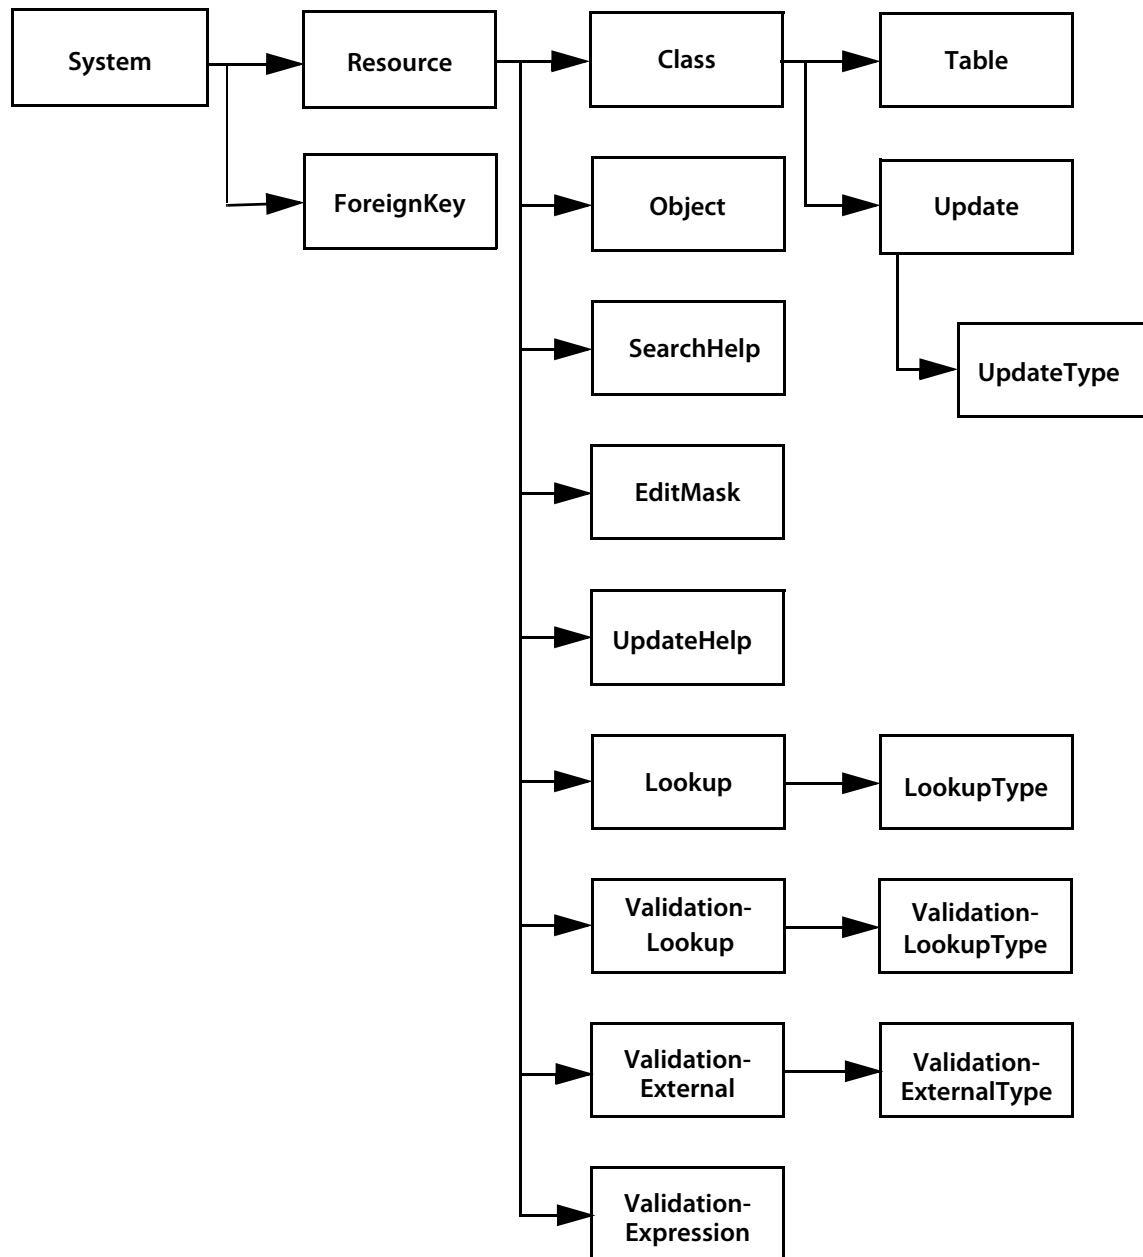 System
Resource
Class
Table
ForeignKey
Object
Update
SearchHelp
UpdateType
EditMask
UpdateHelp
Lookup
LookupType
Validation-
Lookup
Validation-
LookupType
Validation-
External
Validation-
ExternalType
Validation-
Expression